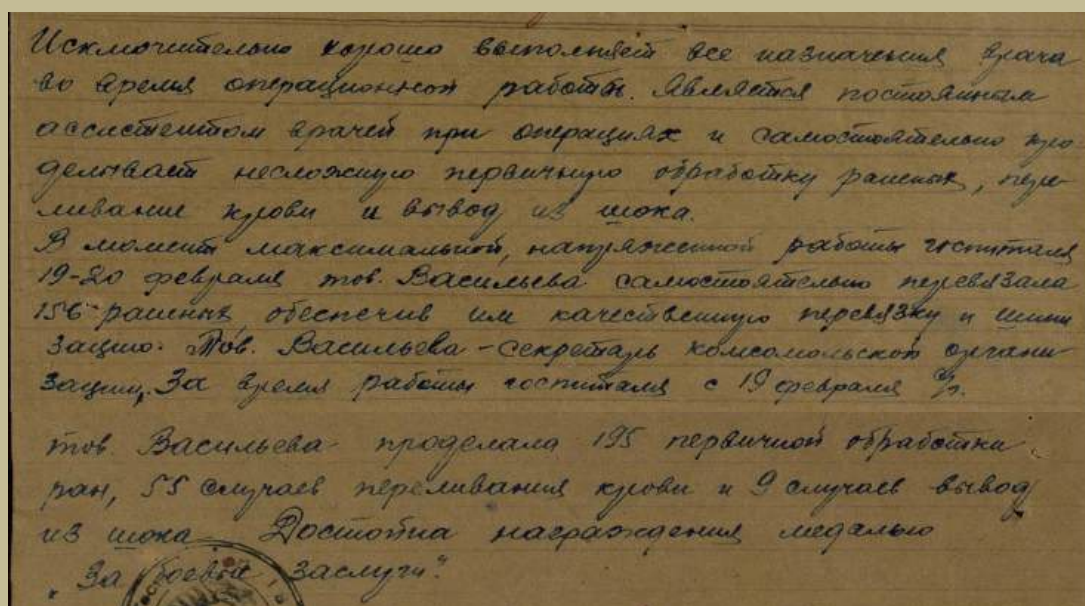 Исключительно хорошо выполняет все назначения врача
во время операционной работы. Является постоянным
ассистентом врачей при операциях и самостоятельно про-
делывает несложную первичную обработку раненых, пере-
ливание крови и вывод из шока.
В момент максимальной, напряженной работы госпиталя
19-20 февраля тов. Васильева самостоятельно перевязала
156 раненых обеспечив им качественную перевязку и шини
зацию. Тов. Васильева - секретарь комсомольской органи
зации. За время работы госпиталя с 19 февраля
тов. Васильева проделала 195 первичной обработки
ран, 55 случаев переливания крови и 9 случаев вывод
из шока. Достойна награждения медалью
„За боевые заслуги".